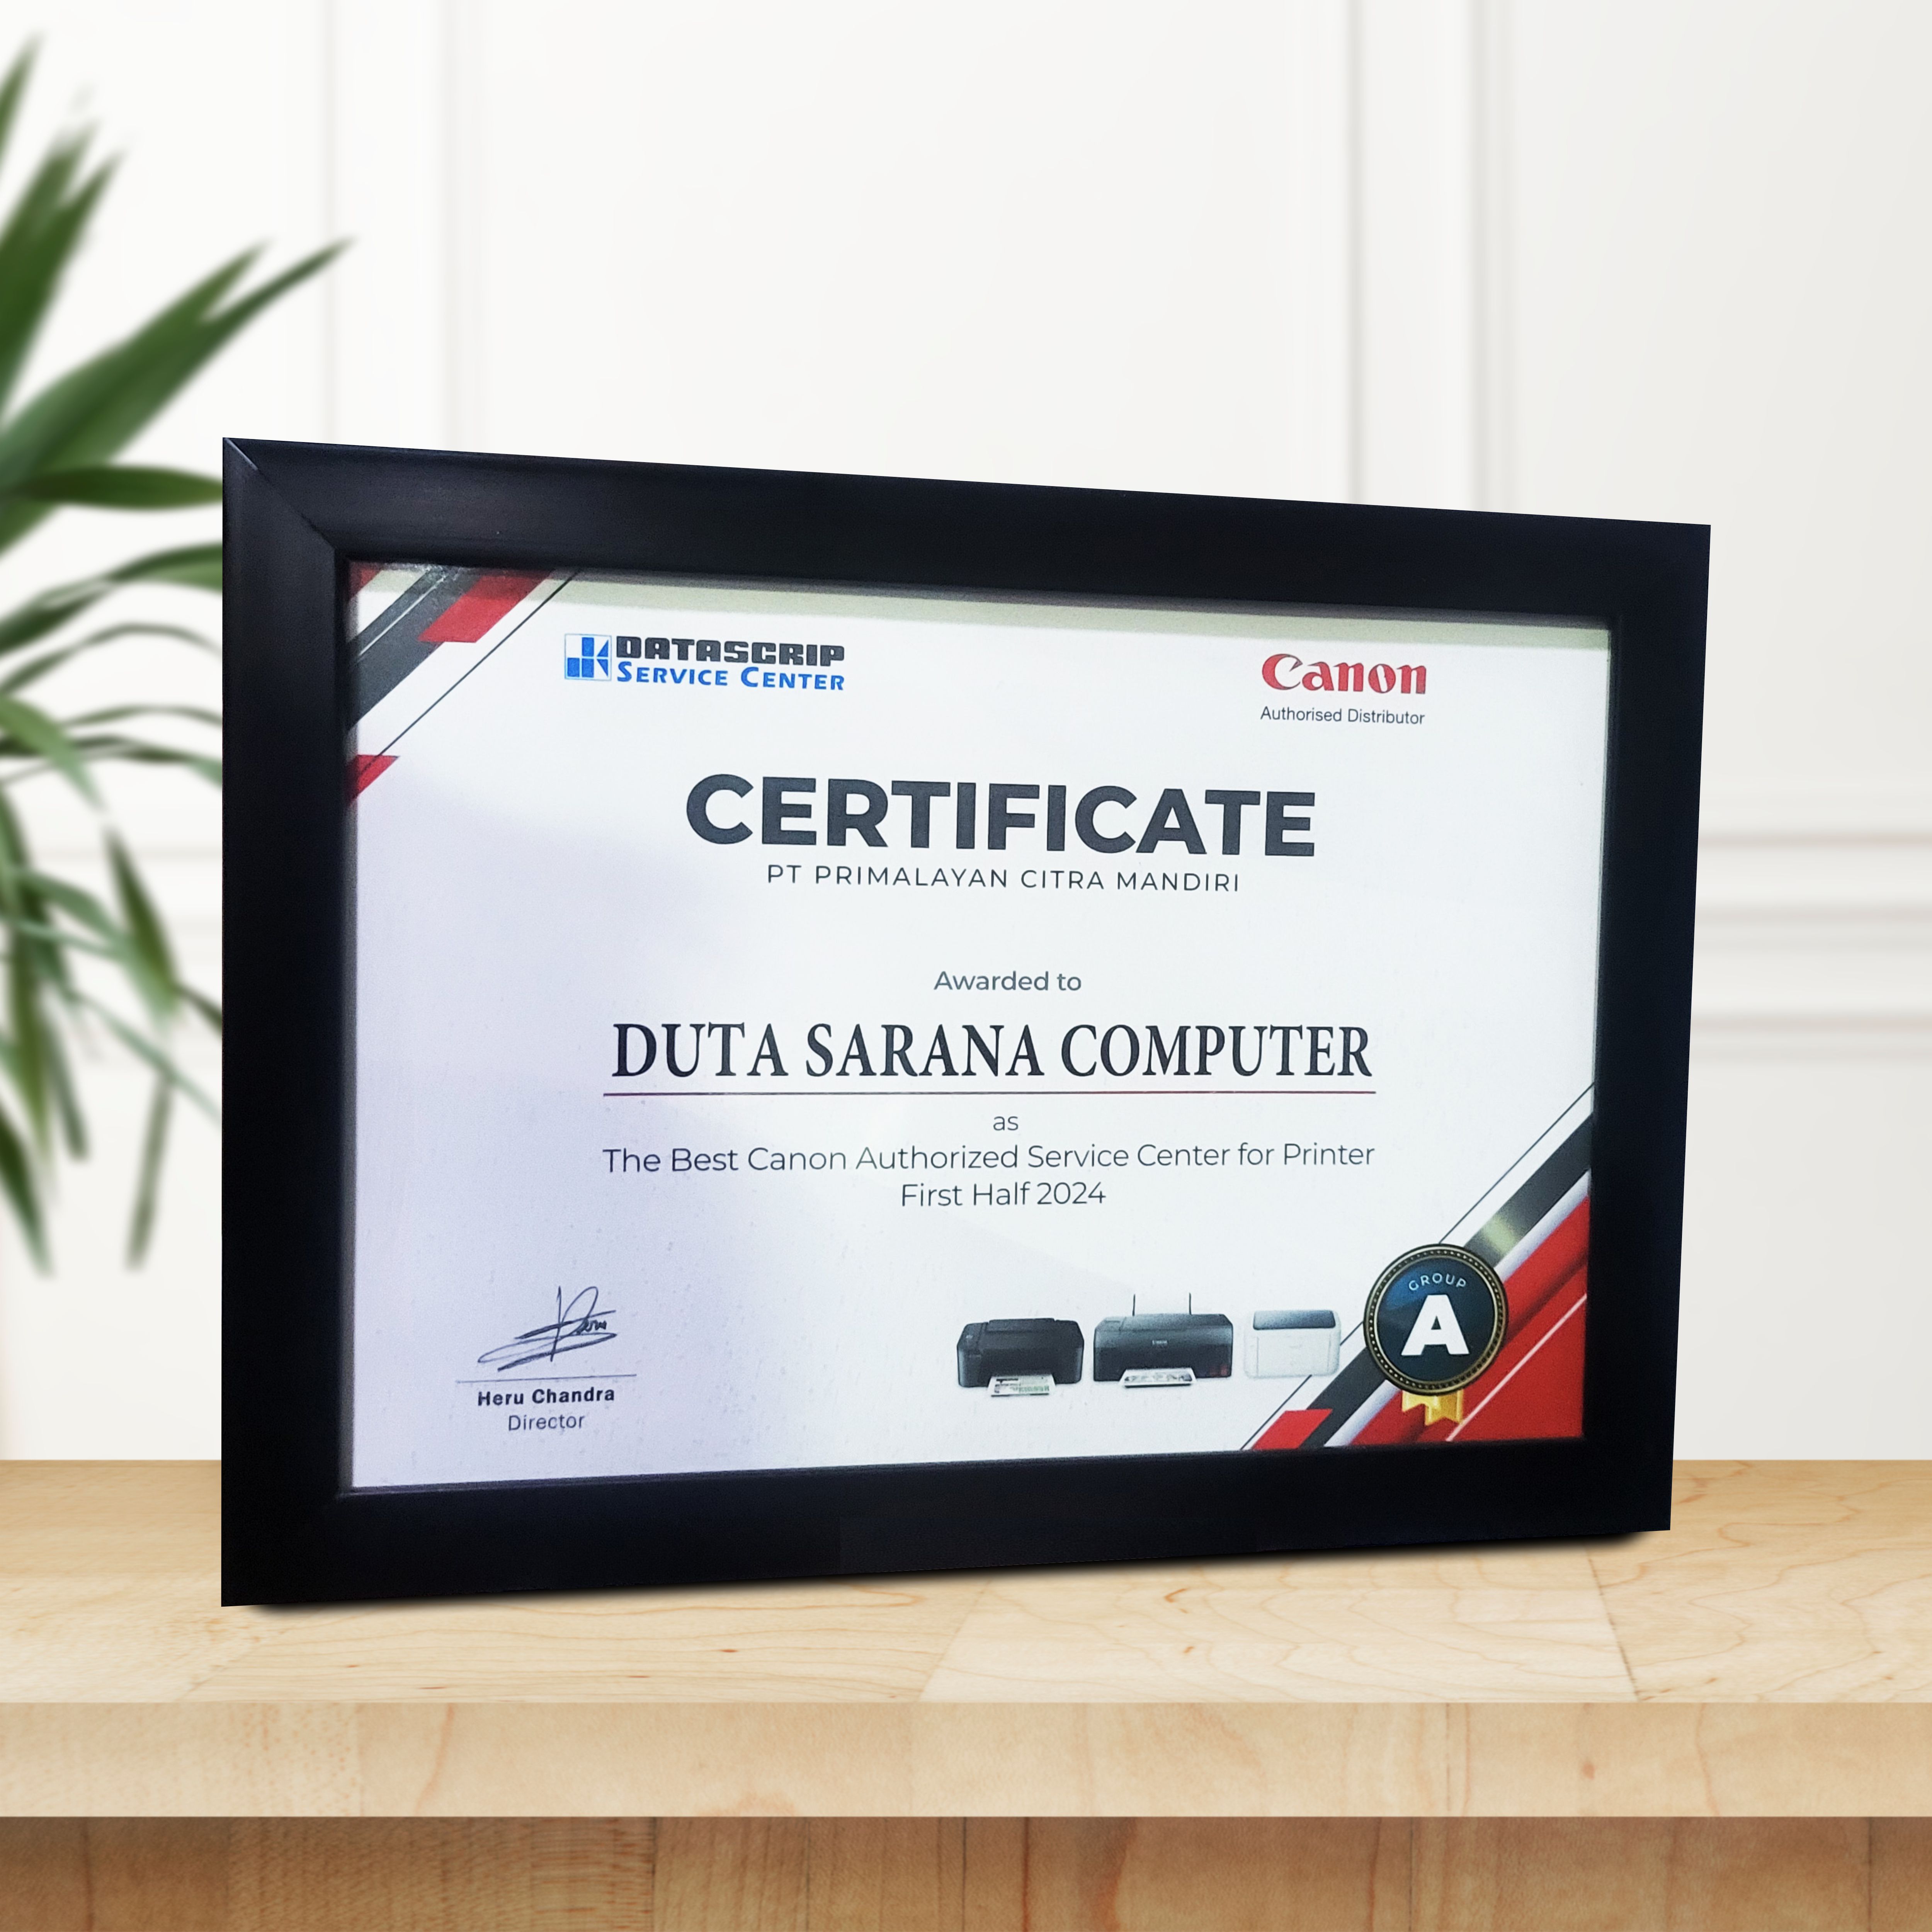 DATASCRIP
SERVICE CENTER
Canon
Authorised Distributor
CERTIFICATE
PT PRIMALAYAN CITRA MANDIRI
Awarded to
DUTA SARANA COMPUTER
as
The Best Canon Authorized Service Center for Printer
First Half 2024
Heru Chandra
Director
GROUP
A